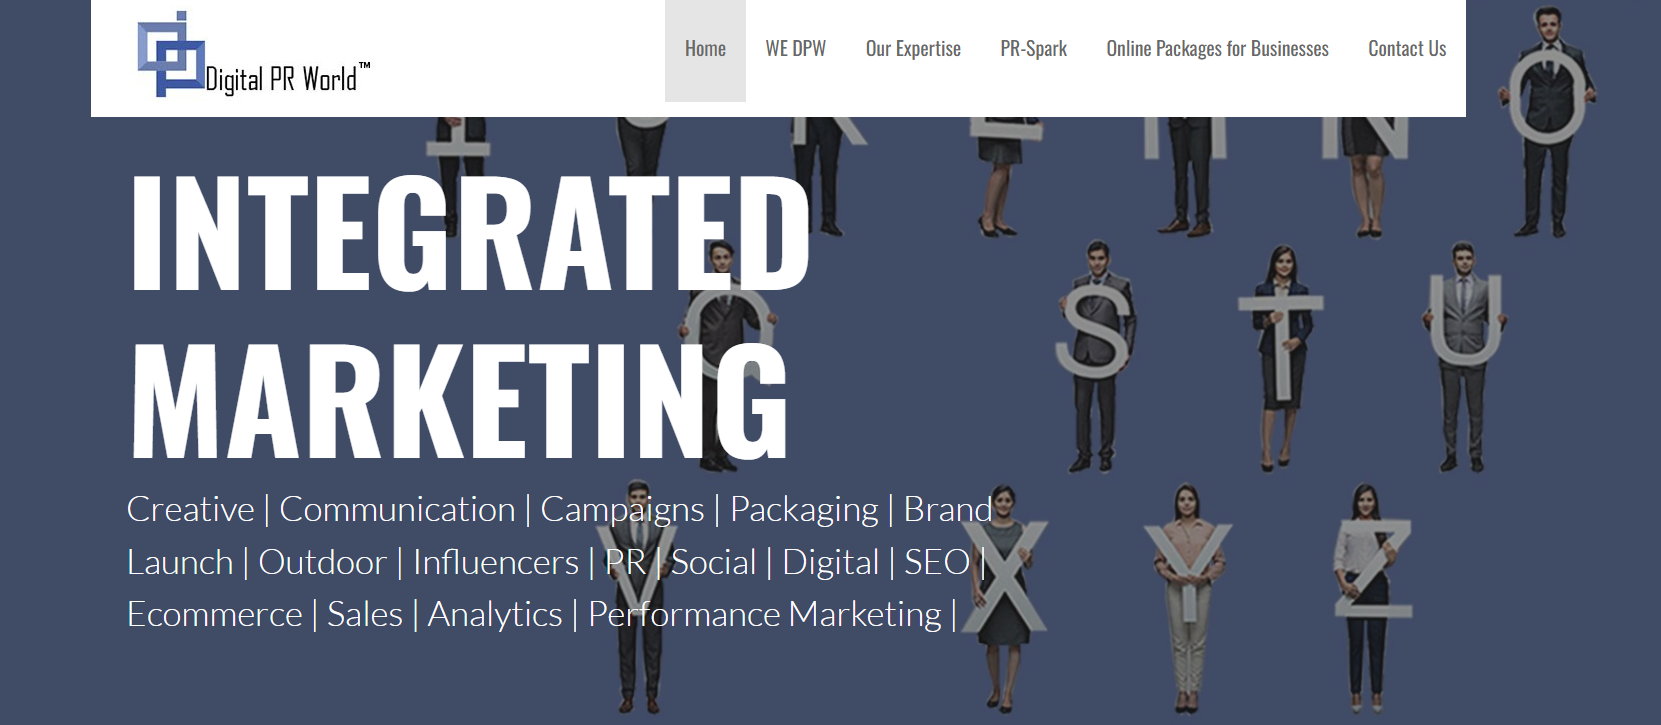 Digital PR World™
Home WE DPW Our Expertise PR-Spark Online Packages for Businesses Contact Us
O
INTEGRATED
S T U
MARKETING
Creative | Communication | Campaigns | Packaging | Brand
Launch | Outdoor | Influencers | PR | Social | Digital | SEO |
Ecommerce | Sales | Analytics | Performance Marketing |
V X Y Z